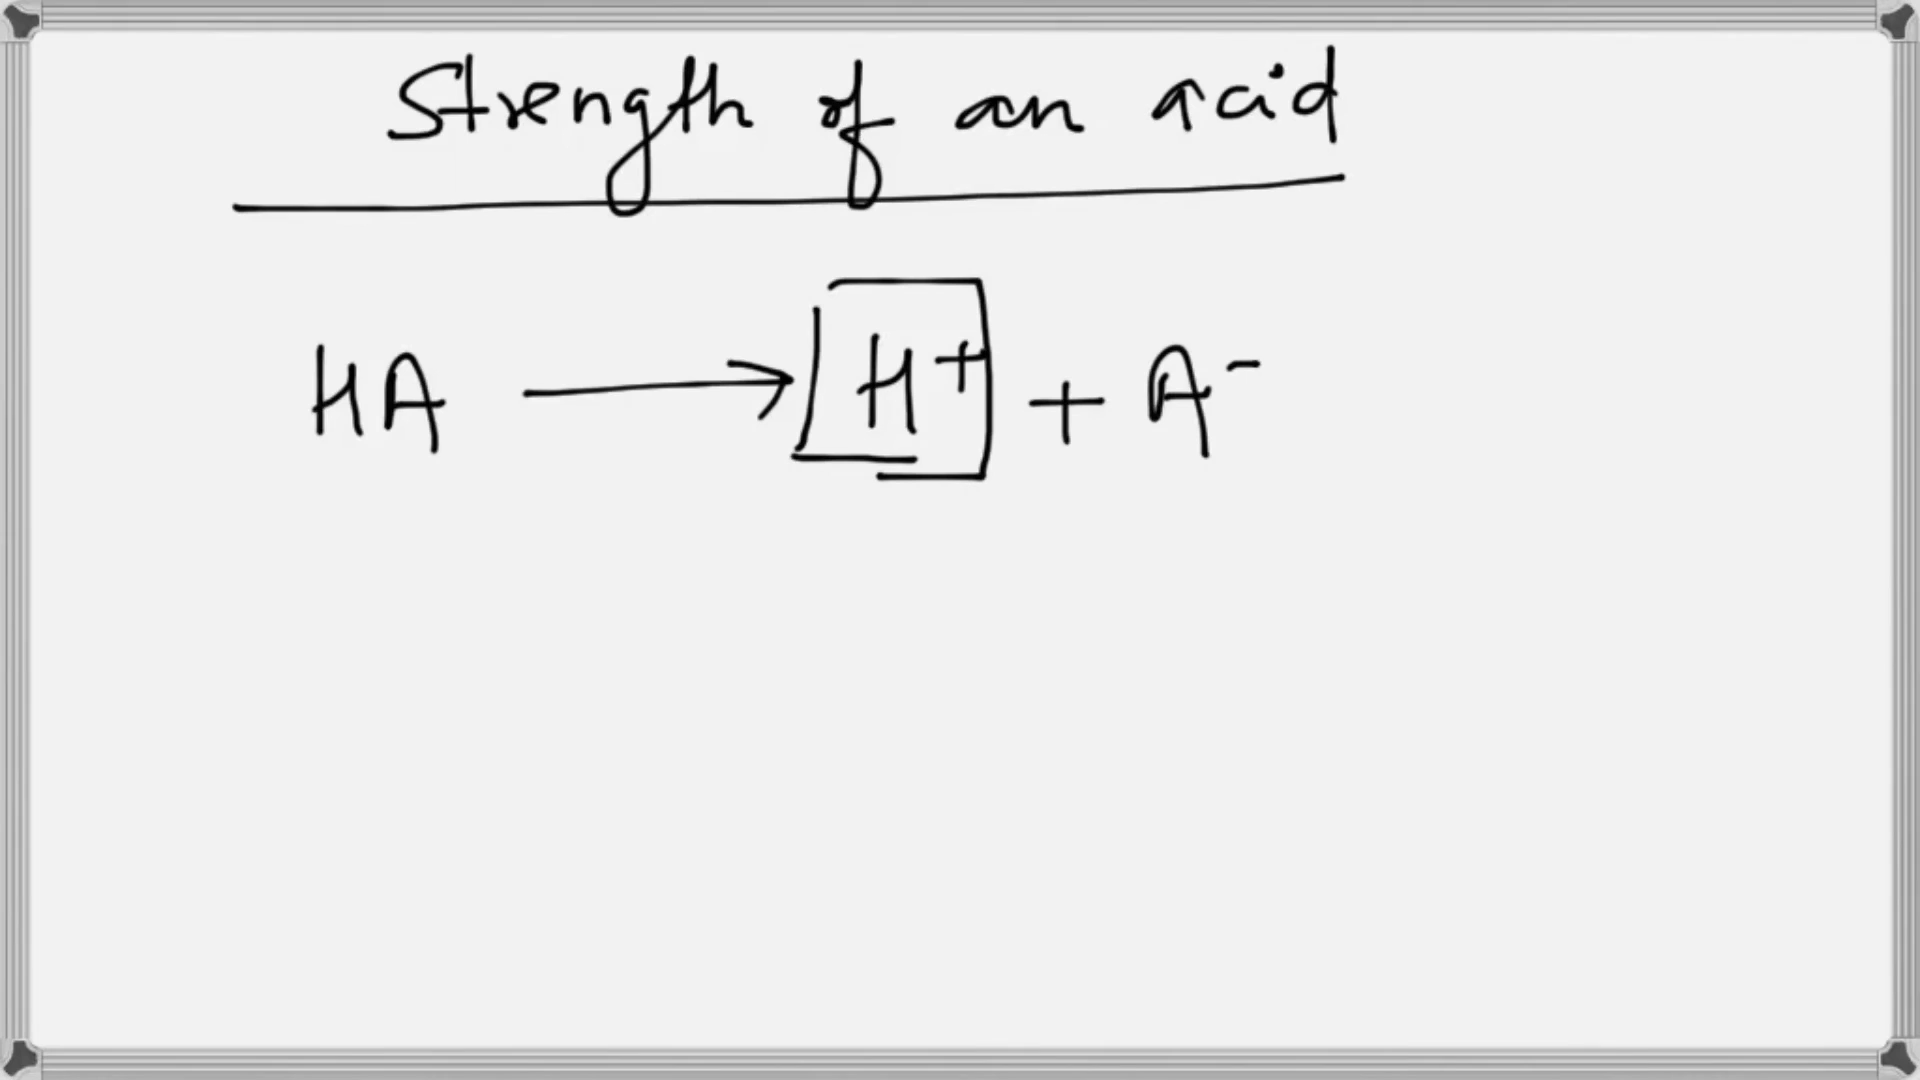 Strength of an acid
HA → H⁺ + A⁻